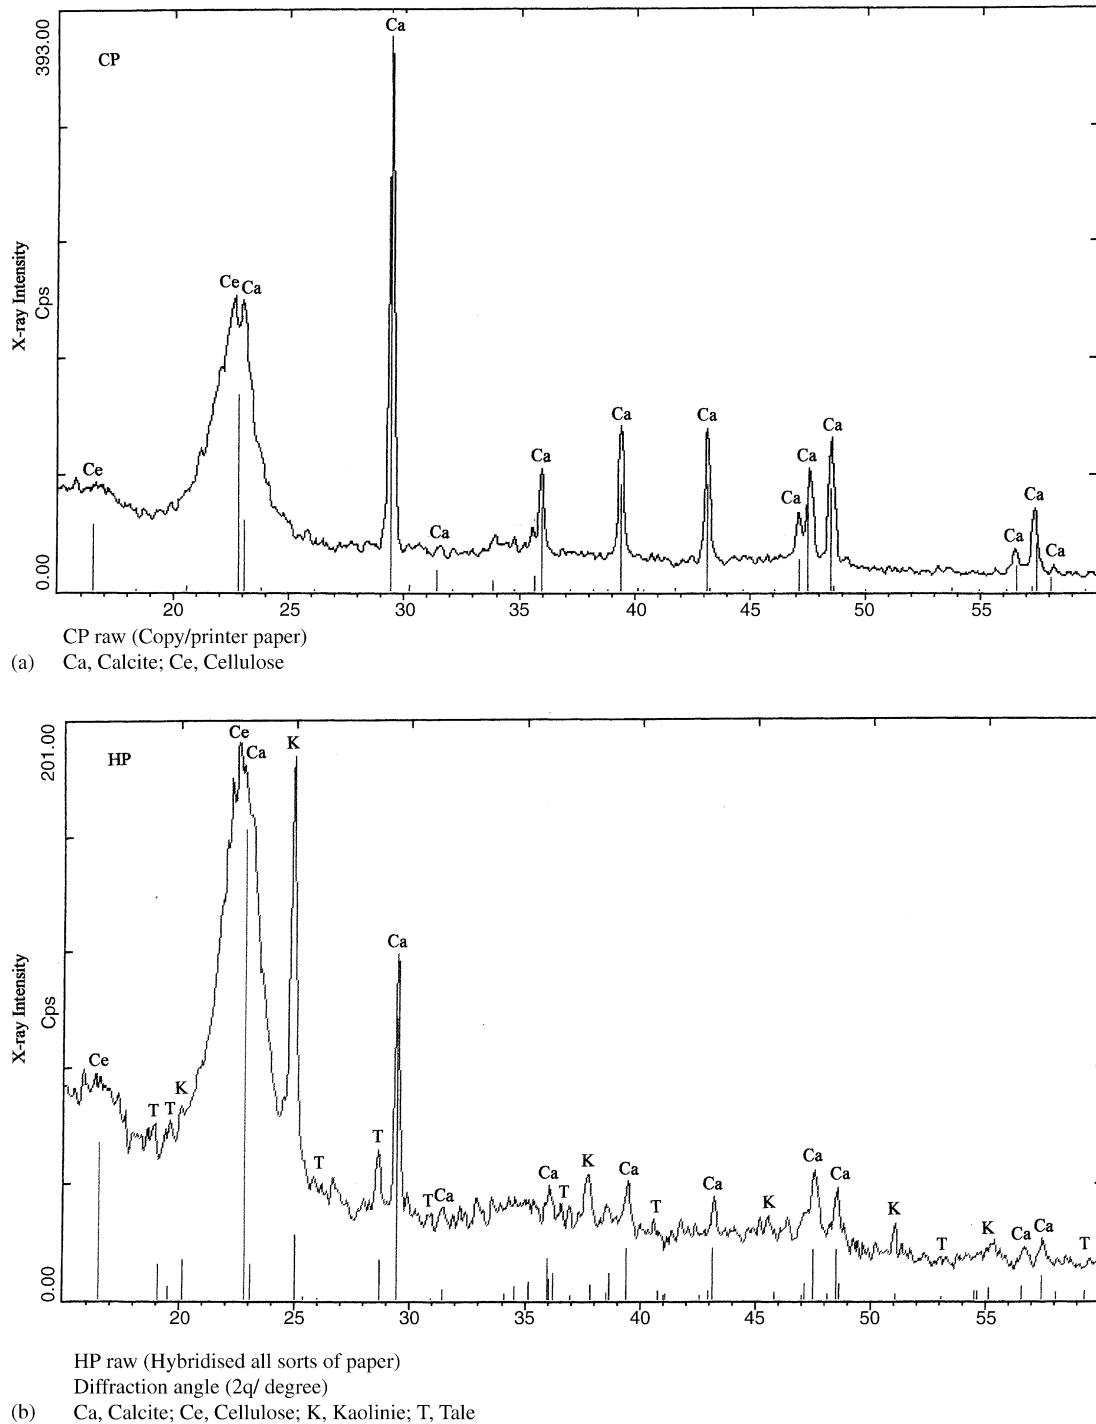 393.00
CP
X-ray Intensity
Cps
0.00
Ce
Ce
Ca
Ca
Ca
Ca
Ca
Ca
Ca
Ca
Ca
Ca
Ca
Ca
20 25 30 35 40 45 50 55
CP raw (Copy/printer paper)
(a) Ca, Calcite; Ce, Cellulose
201.00
HP
X-ray Intensity
Cps
0.00
Ce
T
T
K
Ce
Ca
K
T
T
Ca
T
Ca
Ca
T
K
Ca
T
Ca
K
Ca
Ca
K
T
K
Ca
Ca
T
20 25 30 35 40 45 50 55
HP raw (Hybridised all sorts of paper)
Diffraction angle (2q/ degree)
(b) Ca, Calcite; Ce, Cellulose; K, Kaolinie; T, Tale